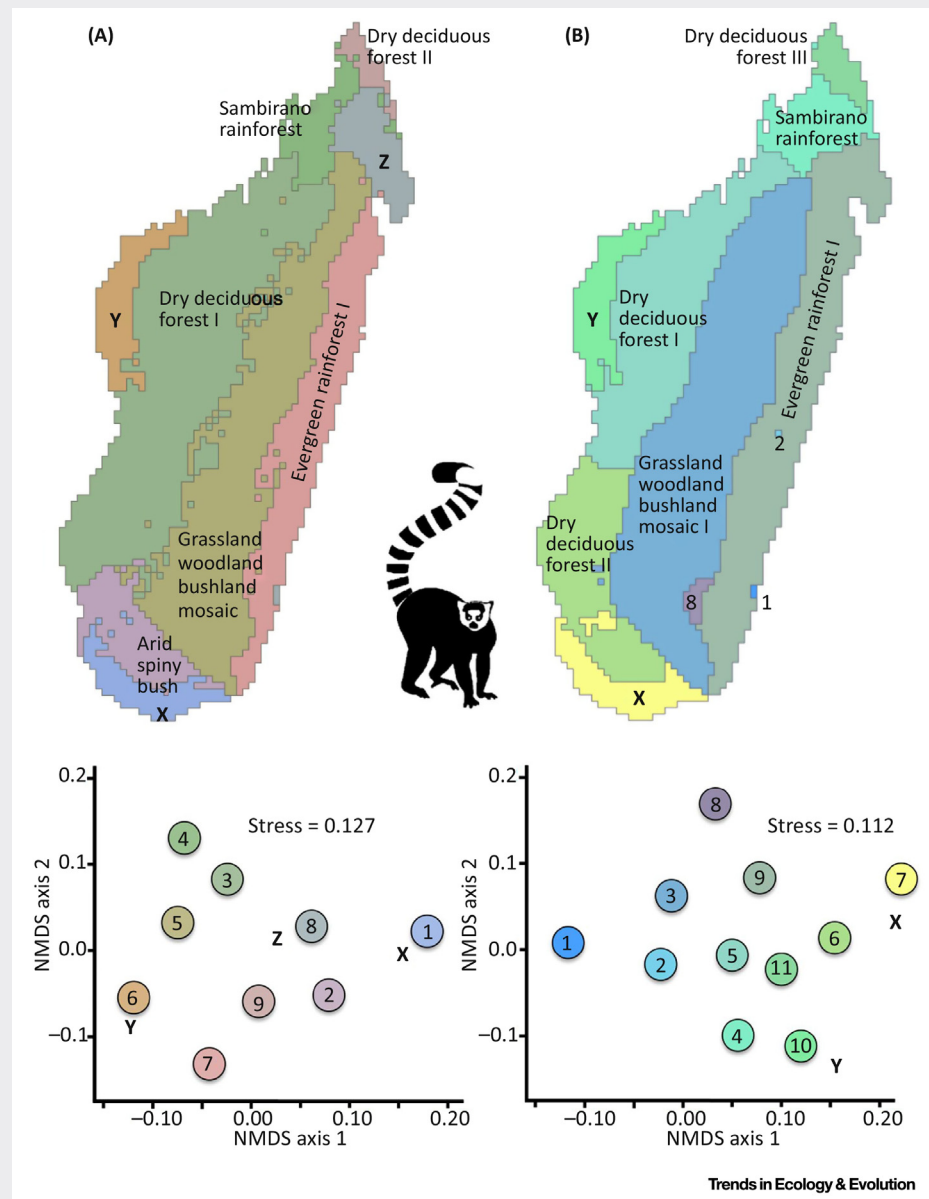 (A)
Dry deciduous
forest II
Sambirano
rainforest
Z
Y
Dry deciduous
forest I
Evergreen rainforest I
Grassland
woodland
bushland
mosaic
Arid
spiny
bush
X
(B)
Dry deciduous
forest III
Sambirano
rainforest
Y
Dry
deciduous
forest I
Evergreen rainforest I
2
Grassland
woodland
bushland
mosaic I
Dry
deciduous
forest II
8
1
X
0.2
0.1
0.0
–0.1
NMDS axis 2
Stress = 0.127
4
3
5
8
Z
1
X
6
Y
9
2
7
–0.10
0.00
0.10
0.20
NMDS axis 1
0.2
0.1
0.0
–0.1
NMDS axis 2
Stress = 0.112
8
9
7
X
3
1
2
5
6
11
4
10
Y
–0.10
0.00
0.10
0.20
NMDS axis 1
Trends in Ecology & Evolution